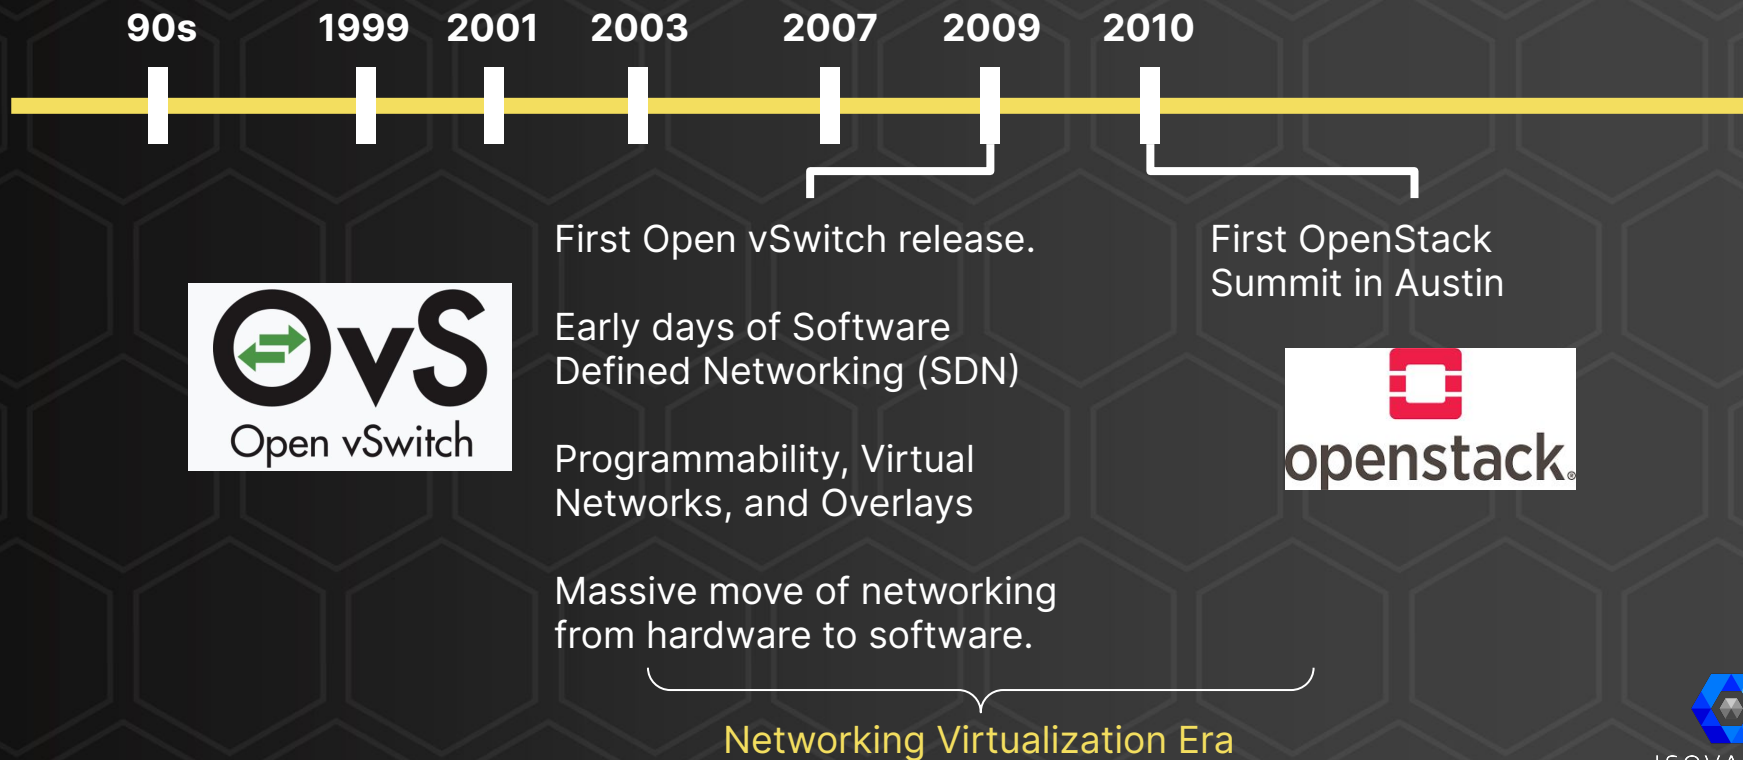 90s 1999 2001 2003 2007 2009 2010
First Open vSwitch release.
Early days of Software
Defined Networking (SDN)
Programmability, Virtual
Networks, and Overlays
Massive move of networking
from hardware to software.
OvS
Open vSwitch
First OpenStack
Summit in Austin
openstack®
Networking Virtualization Era